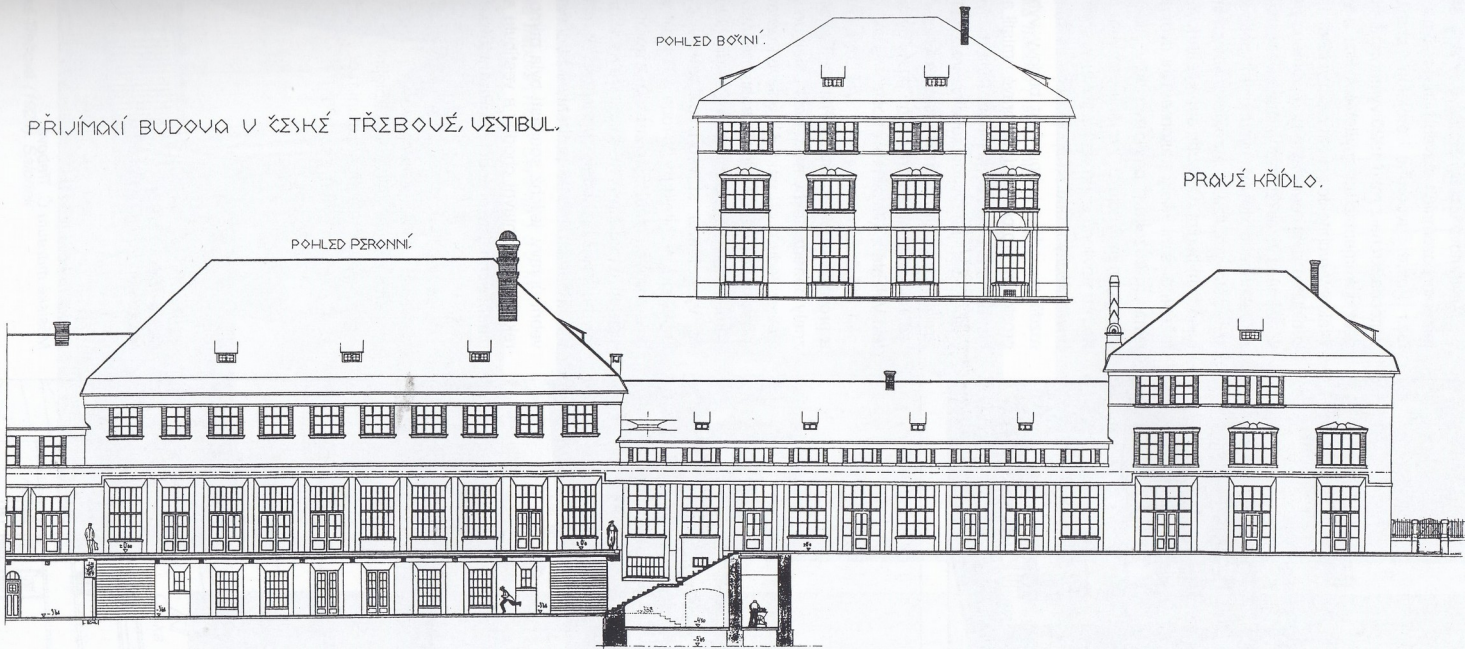 POHLED BOČNÍ.
PŘIJÍMACÍ BUDOVA V ČESKÉ TŘEBOVÉ, VESTIBUL.
PRAVÉ KŘÍDLO.
POHLED PERONNÍ.